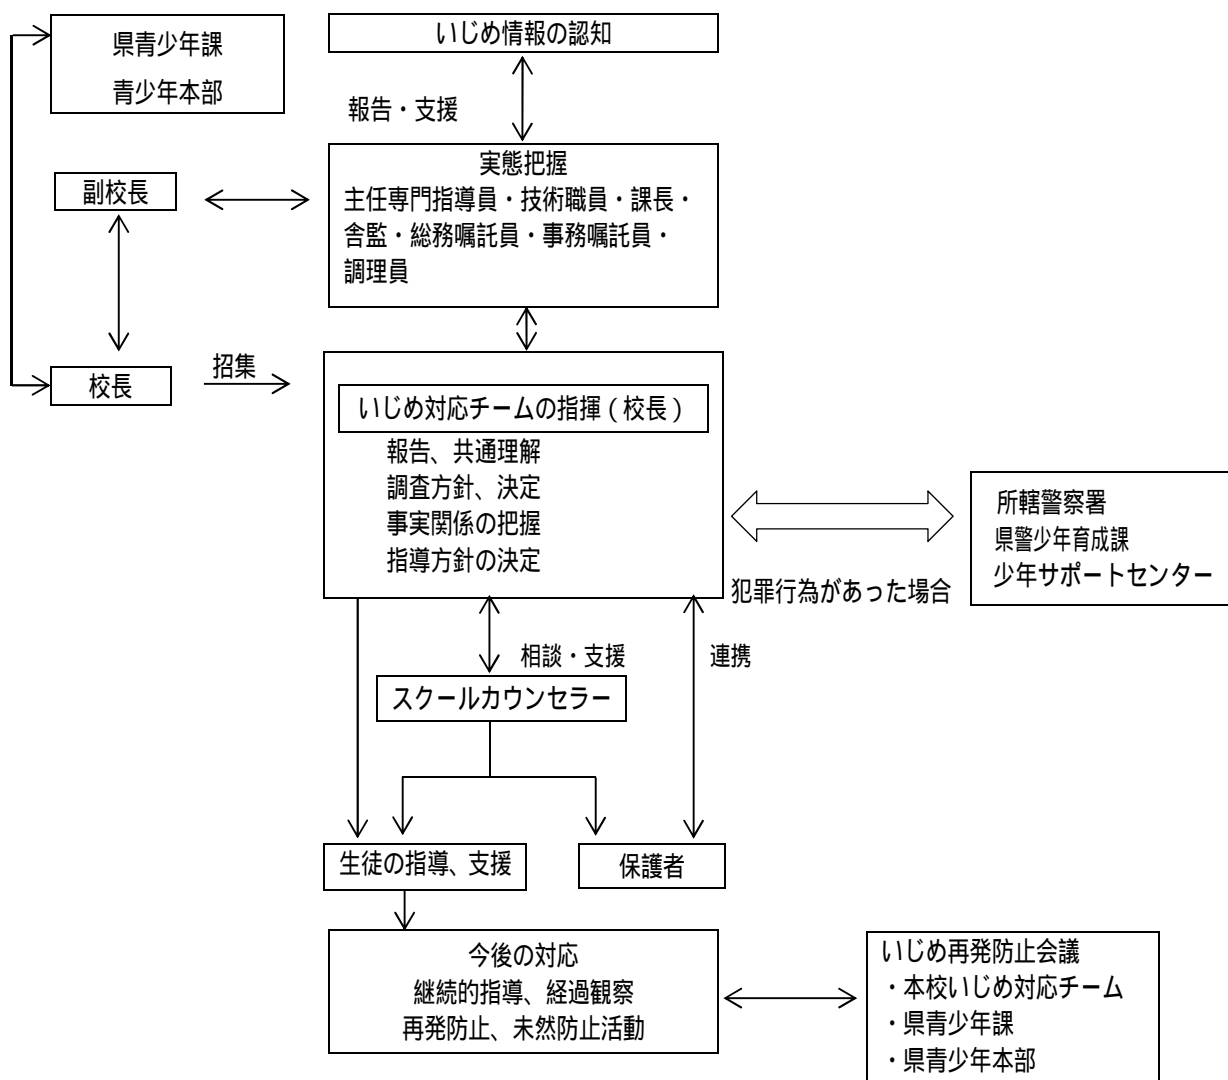 県青少年課
青少年本部
いじめ情報の認知
報告・支援
実態把握
主任専門指導員・技術職員・課長・
舎監・総務嘱託員・事務嘱託員・
調理員
副校長
校長
招集
いじめ対応チームの指揮（校長）
報告、共通理解
調査方針、決定
事実関係の把握
指導方針の決定
所轄警察署
県警少年育成課
少年サポートセンター
犯罪行為があった場合
相談・支援
連携
スクールカウンセラー
生徒の指導、支援
保護者
今後の対応
継続的指導、経過観察
再発防止、未然防止活動
いじめ再発防止会議
・本校いじめ対応チーム
・県青少年課
・県青少年本部